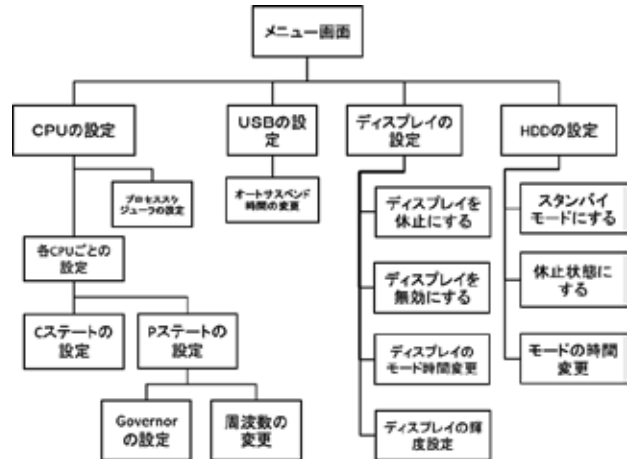 メニュー画面
CPUの設定
USBの設
定
ディスプレイの
設定
HDDの設定
プロセススケ
ジューラの設定
オートサスペンド
時間の変更
ディスプレイを
休止にする
スタンバイ
モードにする
各CPUごとの
設定
ディスプレイを
無効にする
休止状態に
する
Cステートの
設定
Pステートの
設定
ディスプレイの
モード時間変更
モードの時間
変更
Governor
の設定
周波数の
変更
ディスプレイの輝
度設定